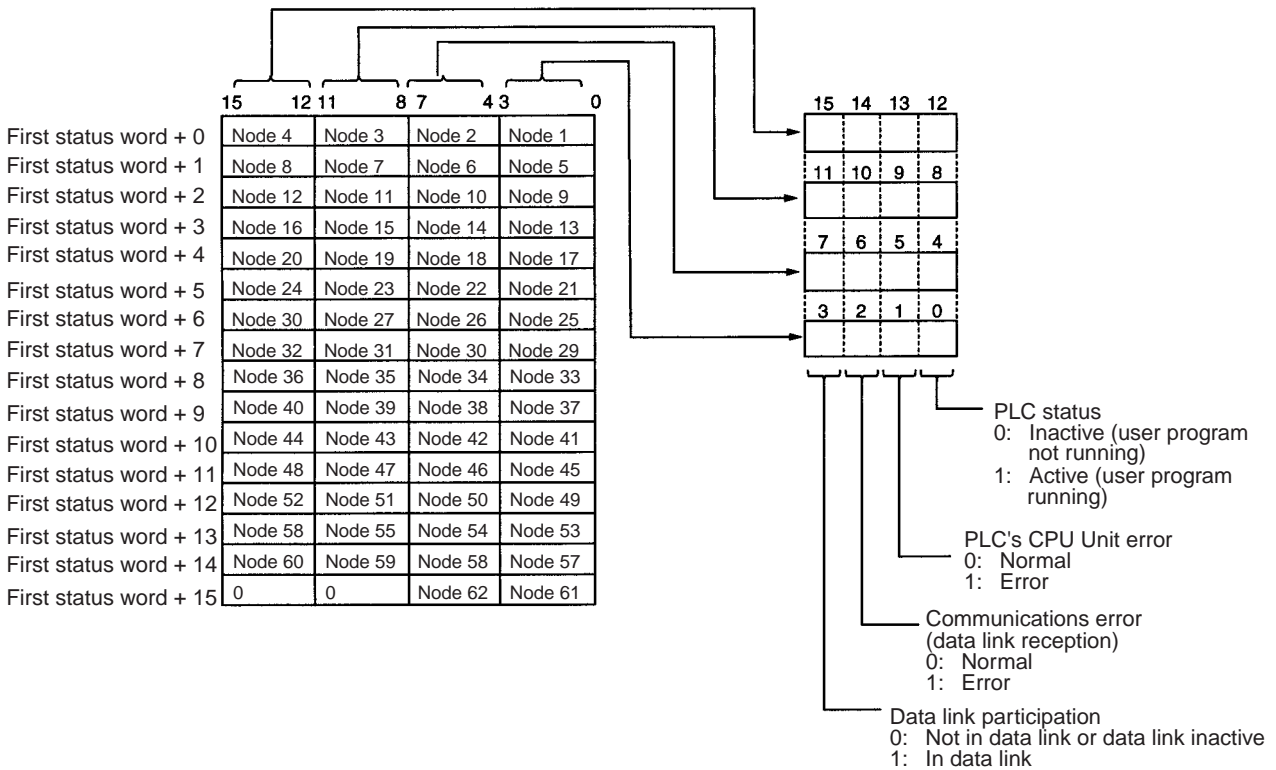 15 12 11 8 7 4 3 0
First status word + 0 Node 4 Node 3 Node 2 Node 1
First status word + 1 Node 8 Node 7 Node 6 Node 5
First status word + 2 Node 12 Node 11 Node 10 Node 9
First status word + 3 Node 16 Node 15 Node 14 Node 13
First status word + 4 Node 20 Node 19 Node 18 Node 17
First status word + 5 Node 24 Node 23 Node 22 Node 21
First status word + 6 Node 30 Node 27 Node 26 Node 25
First status word + 7 Node 32 Node 31 Node 30 Node 29
First status word + 8 Node 36 Node 35 Node 34 Node 33
First status word + 9 Node 40 Node 39 Node 38 Node 37
First status word + 10 Node 44 Node 43 Node 42 Node 41
First status word + 11 Node 48 Node 47 Node 46 Node 45
First status word + 12 Node 52 Node 51 Node 50 Node 49
First status word + 13 Node 58 Node 55 Node 54 Node 53
First status word + 14 Node 60 Node 59 Node 58 Node 57
First status word + 15 0 0 Node 62 Node 61
15 14 13 12
11 10 9 8
7 6 5 4
3 2 1 0
PLC status
0: Inactive (user program
not running)
1: Active (user program
running)
PLC's CPU Unit error
0: Normal
1: Error
Communications error
(data link reception)
0: Normal
1: Error
Data link participation
0: Not in data link or data link inactive
1: In data link